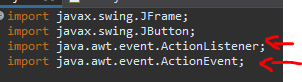 import javax.swing.JFrame;
import javax.swing.JButton;
import java.awt.event.ActionListener;
import java.awt.event.ActionEvent;